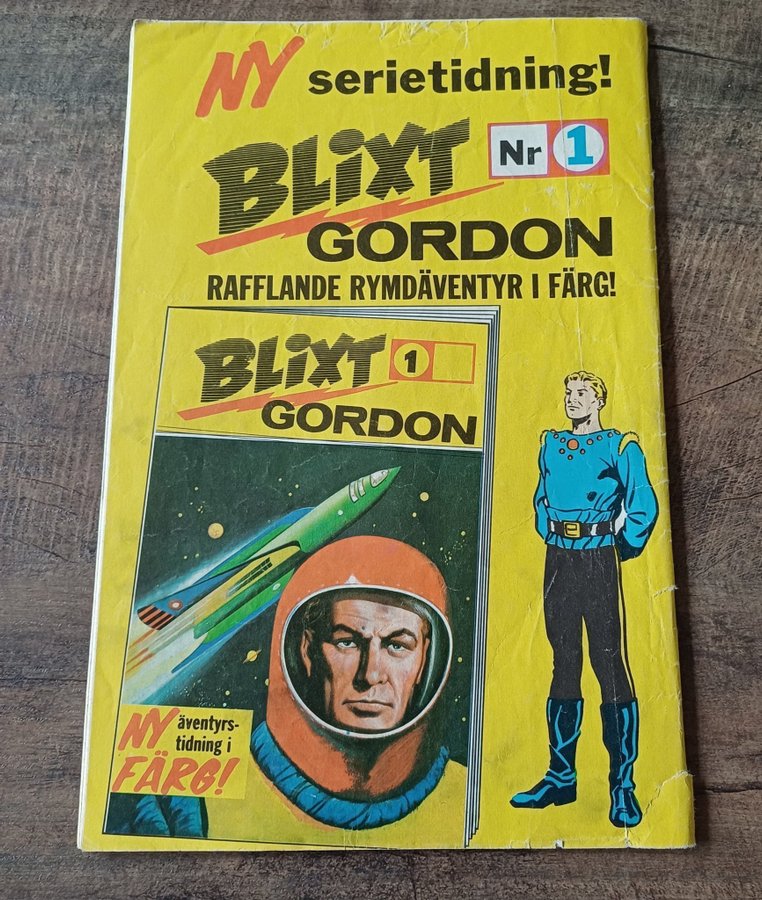 NY serietidning!
BLiXT Nr 1
GORDON
RAFFLANDE RYMDÄVENTYR I FÄRG!
BLiXT 1
GORDON
NY äventyrs-
tidning i
FÄRG!